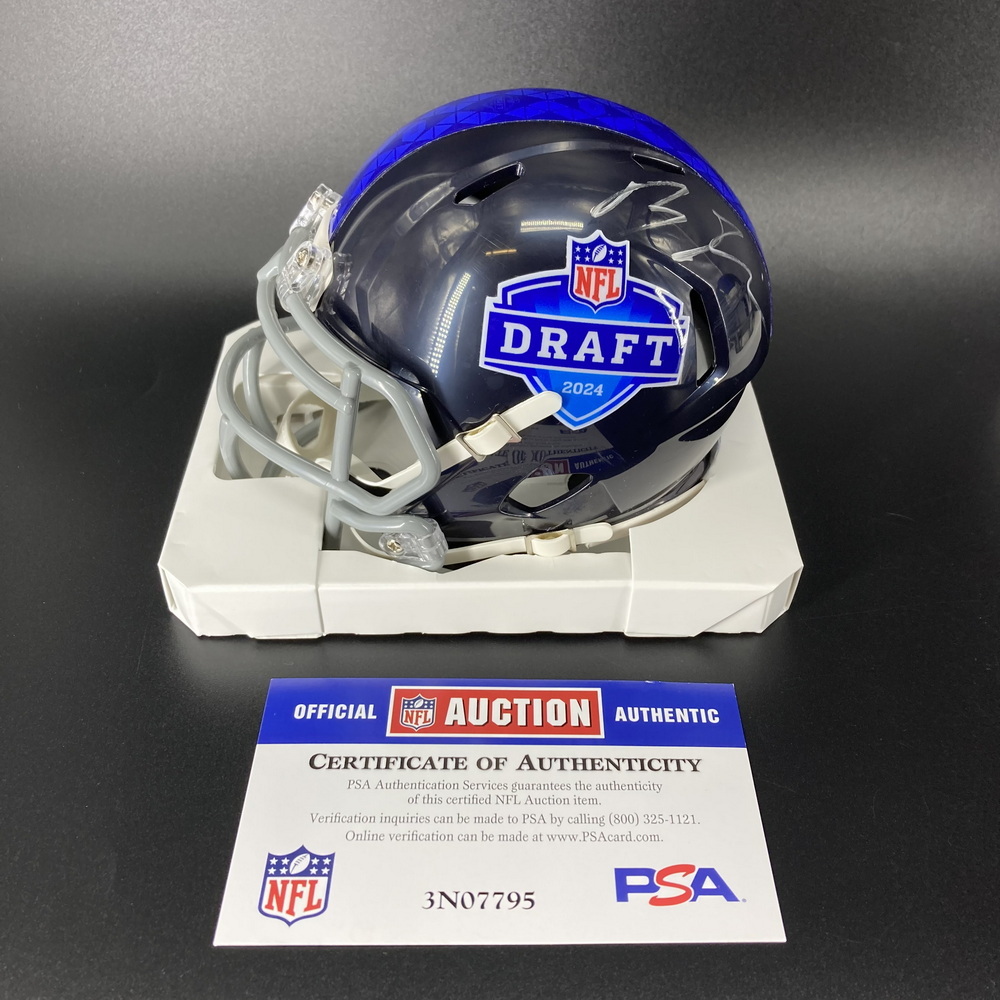 NFL
DRAFT
2024
OFFICIAL NFL AUCTION AUTHENTIC
CERTIFICATE OF AUTHENTICITY
PSA Authentication Services guarantees the authenticity
of this certified NFL Auction item.
Verification inquiries can be made to PSA by calling (800) 325-1121.
Online verification can be made at www.PSAcard.com.
NFL 3N07795 PSA